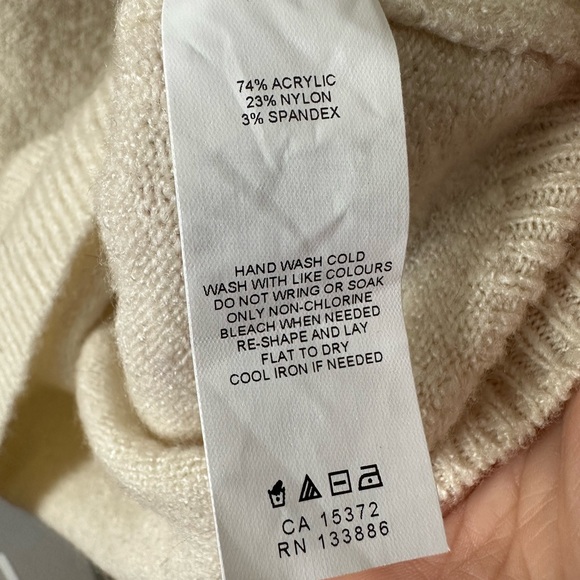 74% ACRYLIC
23% NYLON
3% SPANDEX
HAND WASH COLD
WASH WITH LIKE COLOURS
DO NOT WRING OR SOAK
ONLY NON-CHLORINE
BLEACH WHEN NEEDED
RE-SHAPE AND LAY
FLAT TO DRY
COOL IRON IF NEEDED
CA 15372
RN 133886